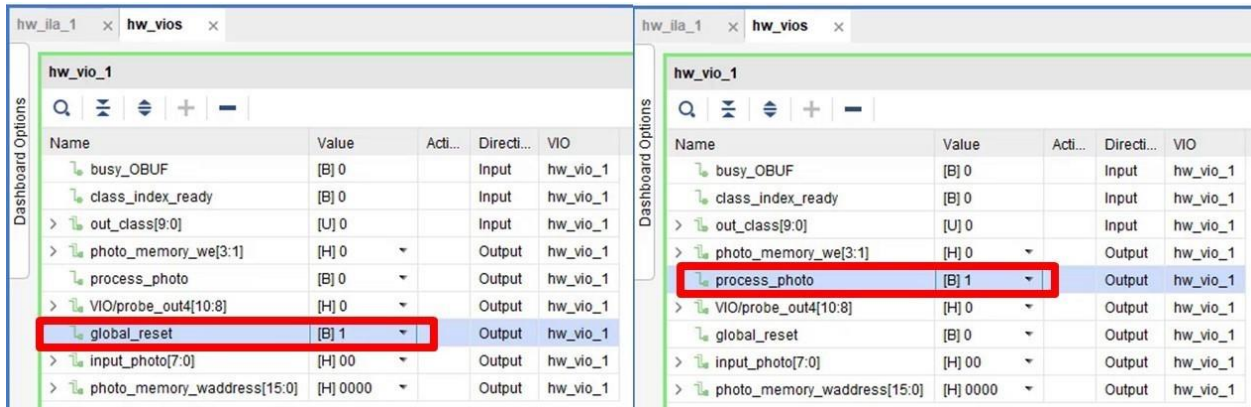 hw_ila_1 × hw_vios ×
Dashboard Options
hw_vio_1
Name Value Acti... Directi... VIO
busy_OBUF [B] 0 Input hw_vio_1
class_index_ready [B] 0 Input hw_vio_1
> out_class[9:0] [U] 0 Input hw_vio_1
> photo_memory_we[3:1] [H] 0 Output hw_vio_1
process_photo [B] 0 Output hw_vio_1
> VIO/probe_out4[10:8] [H] 0 Output hw_vio_1
global_reset [B] 1 Output hw_vio_1
> input_photo[7:0] [H] 00 Output hw_vio_1
> photo_memory_waddress[15:0] [H] 0000 Output hw_vio_1
hw_ila_1 × hw_vios ×
Dashboard Options
hw_vio_1
Name Value Acti... Directi... VIO
busy_OBUF [B] 0 Input hw_vio_1
class_index_ready [B] 0 Input hw_vio_1
> out_class[9:0] [U] 0 Input hw_vio_1
> photo_memory_we[3:1] [H] 0 Output hw_vio_1
process_photo [B] 1 Output hw_vio_1
> VIO/probe_out4[10:8] [H] 0 Output hw_vio_1
global_reset [B] 0 Output hw_vio_1
> input_photo[7:0] [H] 00 Output hw_vio_1
> photo_memory_waddress[15:0] [H] 0000 Output hw_vio_1